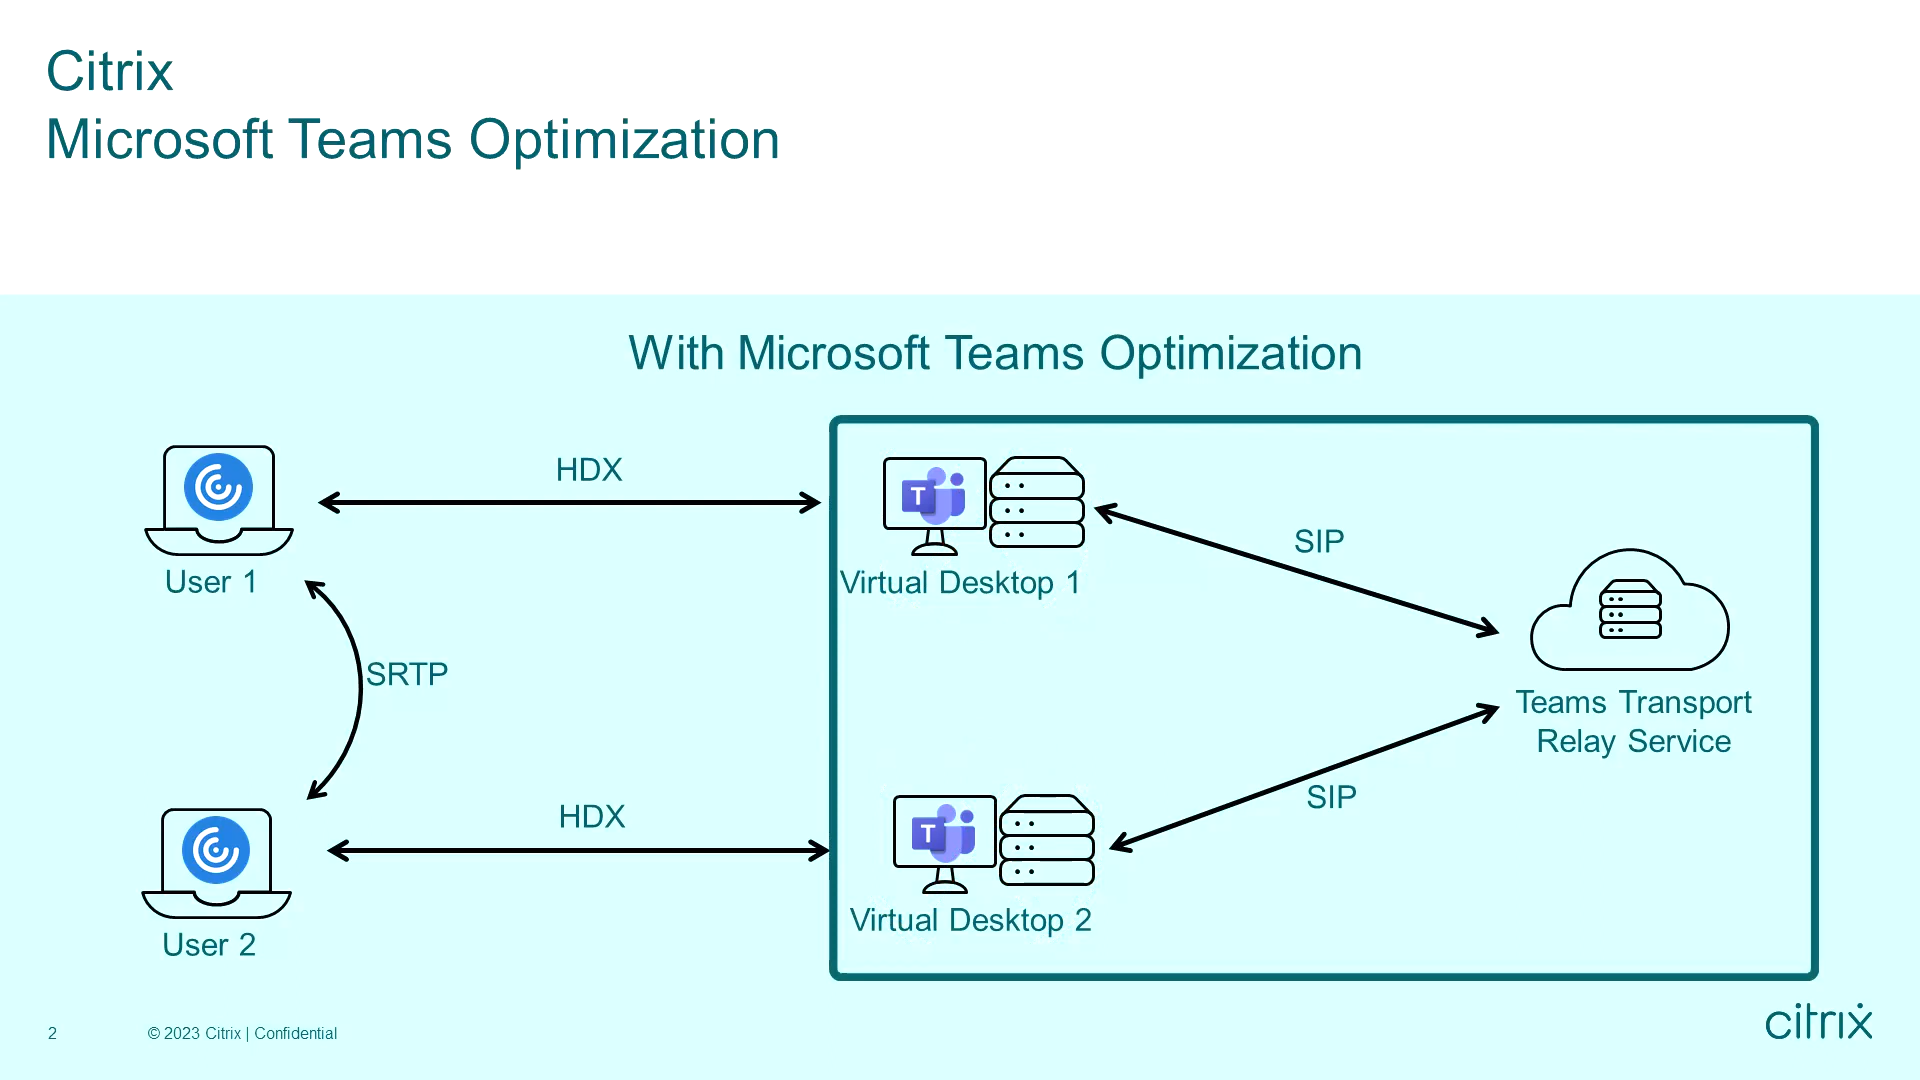 Citrix
Microsoft Teams Optimization
With Microsoft Teams Optimization
HDX
User 1
T
Virtual Desktop 1
SIP
Teams Transport
Relay Service
SRTP
HDX
User 2
T
Virtual Desktop 2
SIP
2
© 2023 Citrix | Confidential
citrix